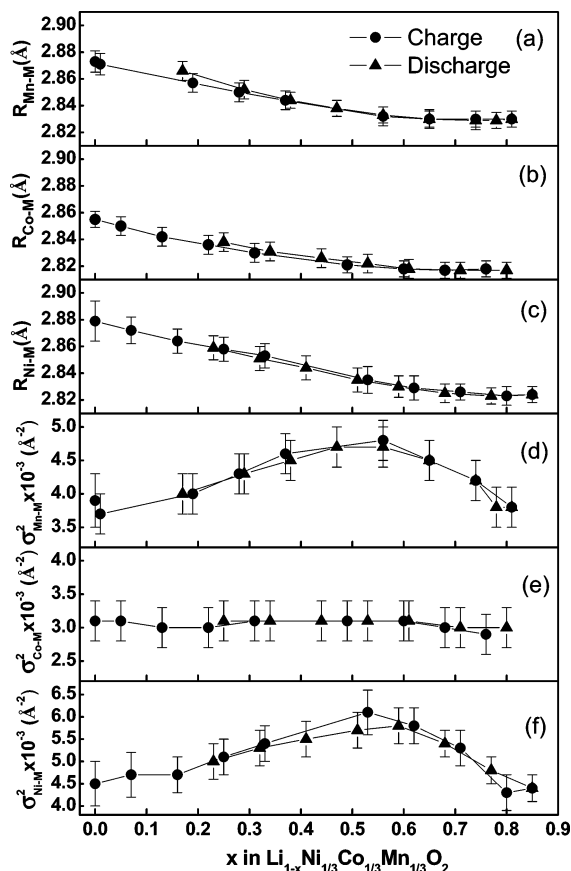 2.90
2.88
2.86
2.84
2.82
R_Mn-M(Å)
Charge
Discharge
(a)
2.90
2.88
2.86
2.84
2.82
R_Co-M(Å)
(b)
2.90
2.88
2.86
2.84
2.82
R_Ni-M(Å)
(c)
5.0
4.5
4.0
3.5
σ²_Mn-M x10⁻³ (Å⁻²)
(d)
4.0
3.5
3.0
2.5
σ²_Co-M x10⁻³ (Å⁻²)
(e)
6.5
6.0
5.5
5.0
4.5
4.0
σ²_Ni-M x10⁻³ (Å⁻²)
(f)
0.0 0.1 0.2 0.3 0.4 0.5 0.6 0.7 0.8 0.9
x in Li₁₋ₓNi₁/₃Co₁/₃Mn₁/₃O₂